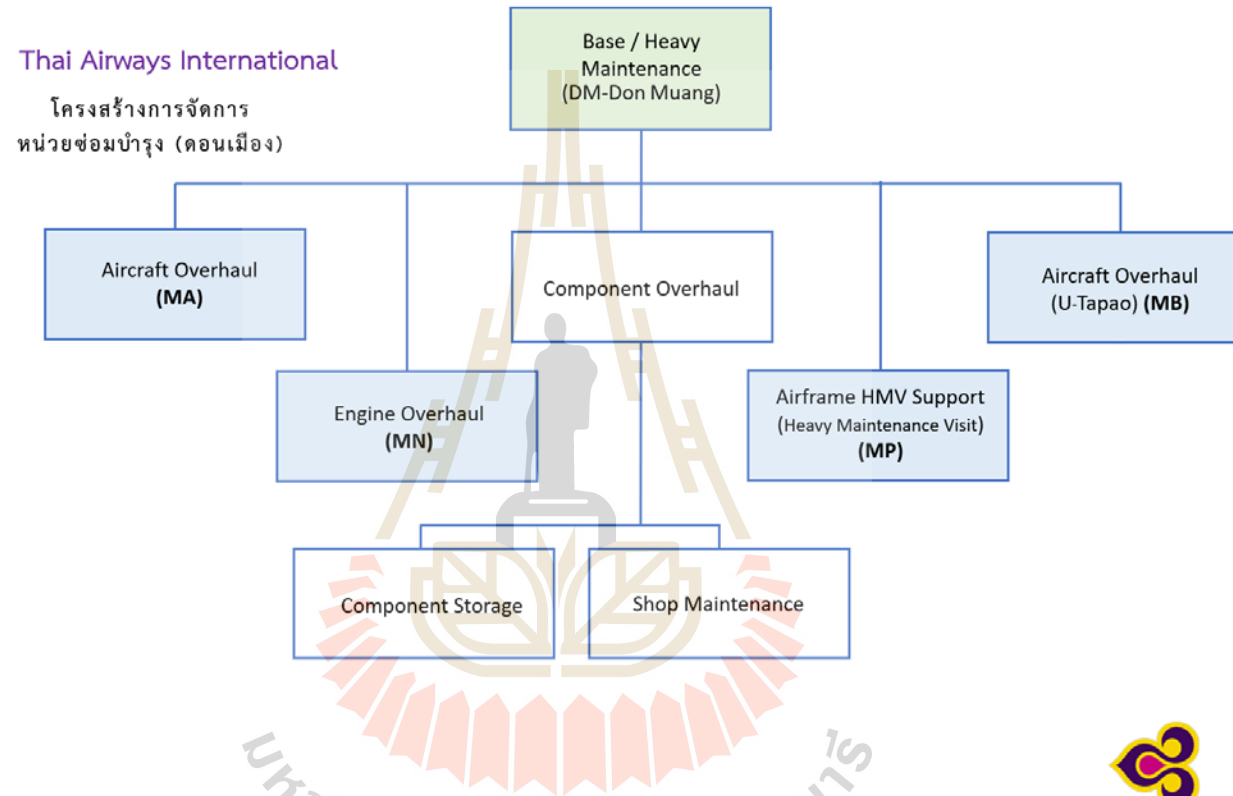 Thai Airways International
โครงสร้างการจัดการ
หน่วยซ่อมบำรุง (ดอนเมือง)
Base / Heavy
Maintenance
(DM-Don Muang)
Aircraft Overhaul
(MA)
Component Overhaul
Aircraft Overhaul
(U-Tapao) (MB)
Engine Overhaul
(MN)
Airframe HMV Support
(Heavy Maintenance Visit)
(MP)
Component Storage
Shop Maintenance